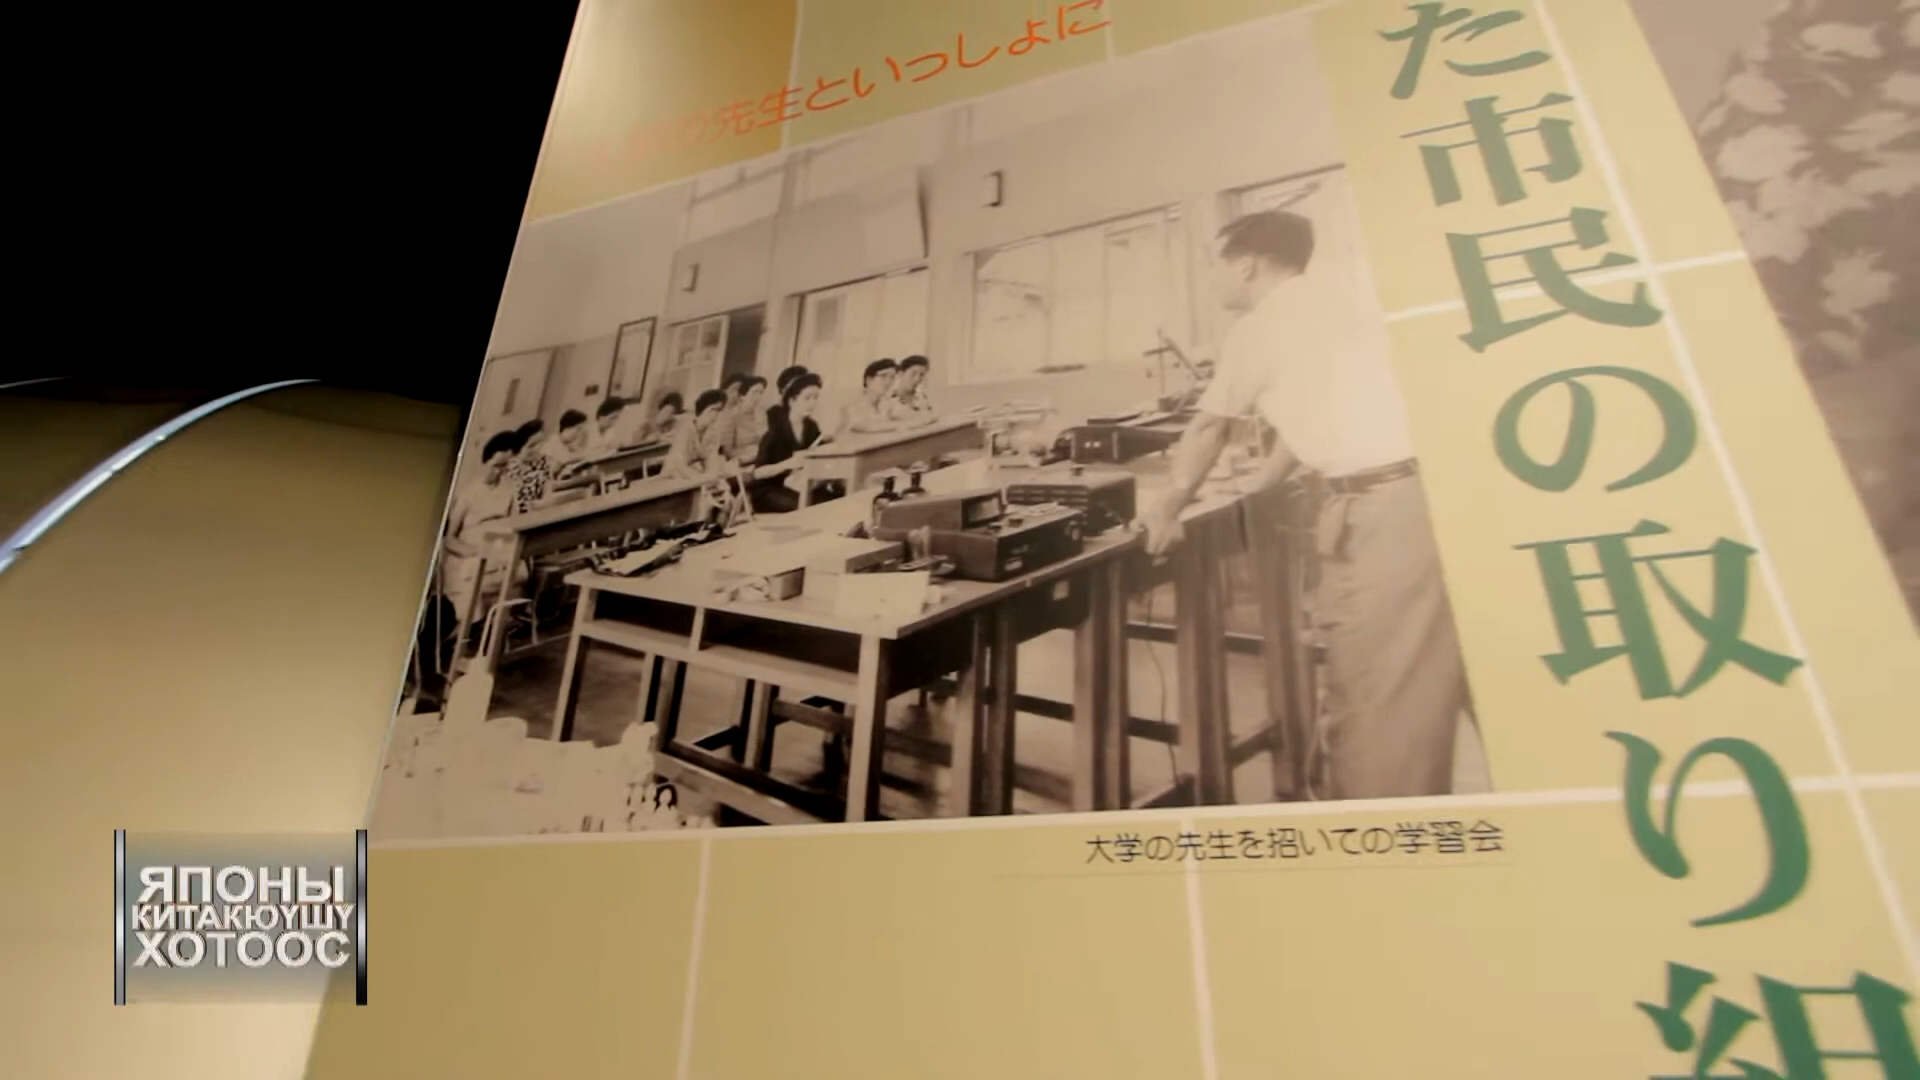 先生といっしょに
た市民の取り組
大学の先生を招いての学習会
ЯПОНЫ
КИТАКЮҮШҮ
ХОТООС